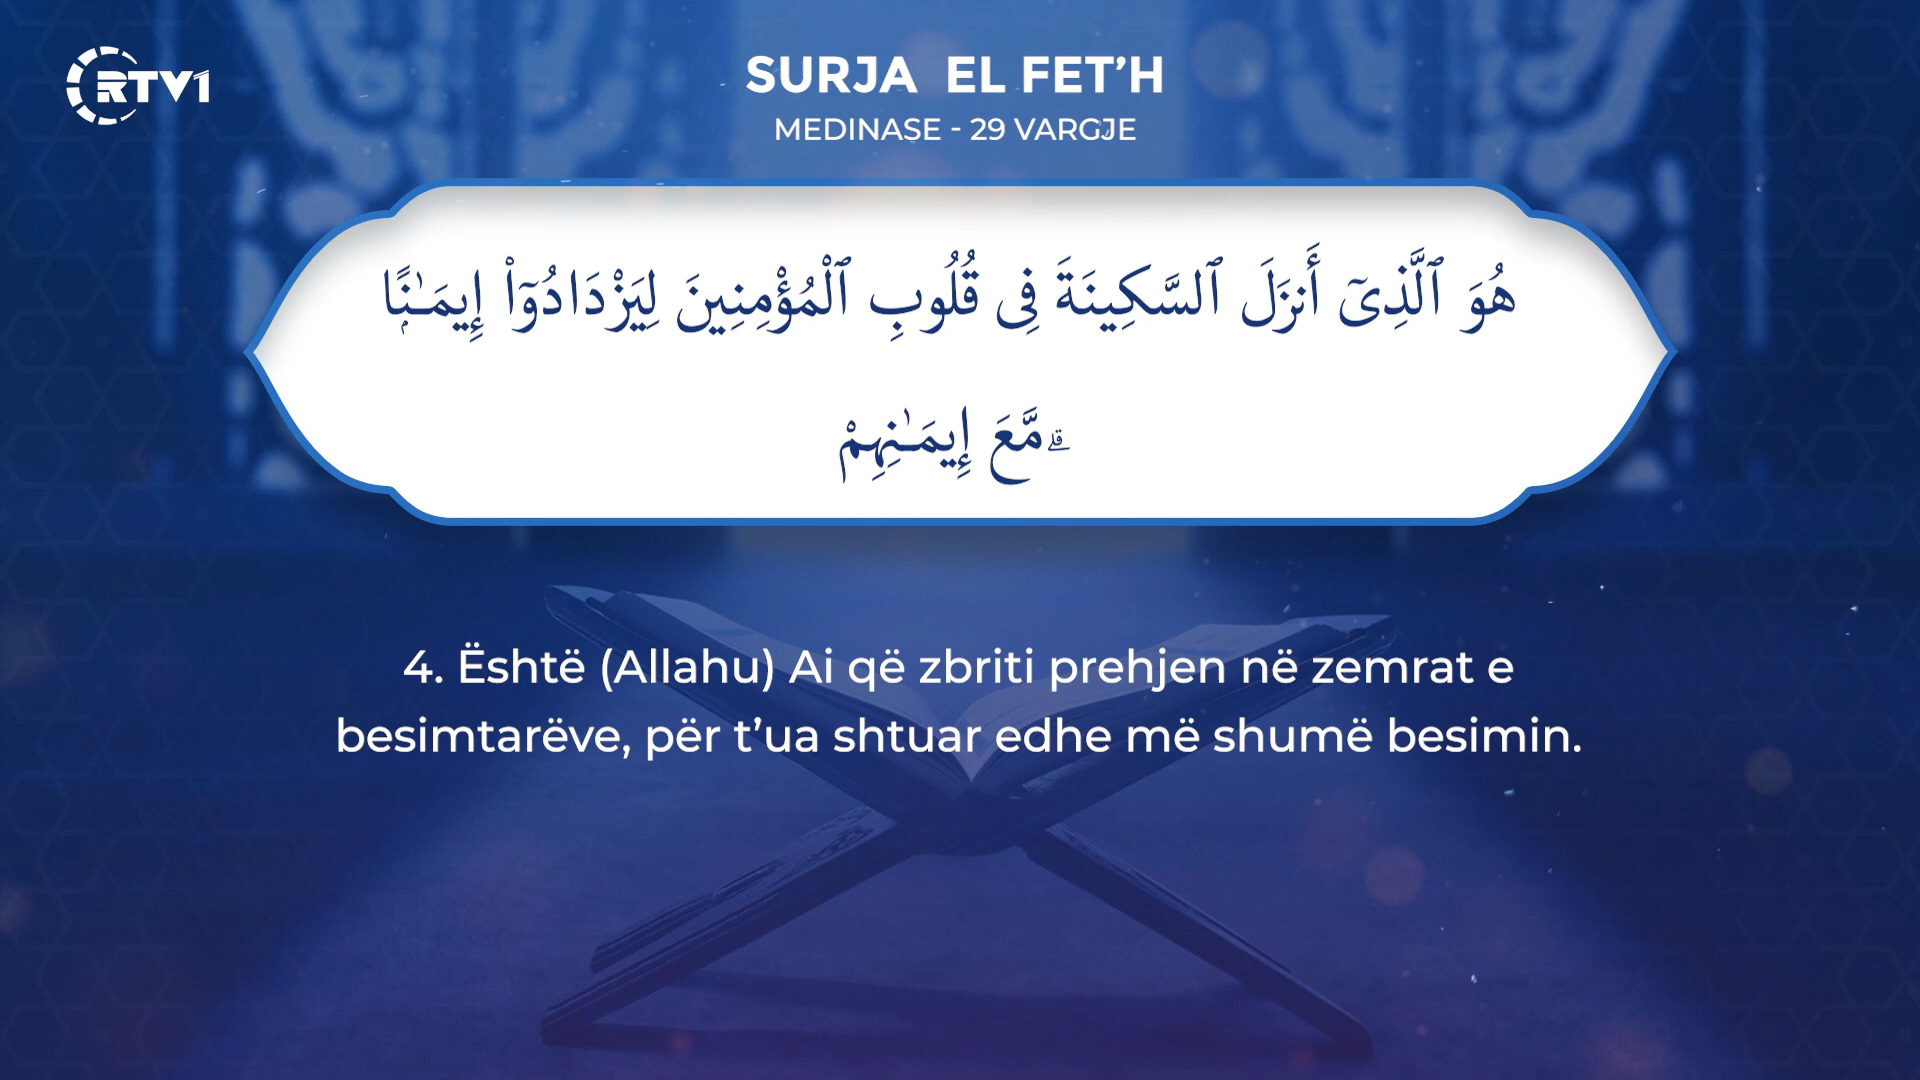 RTV1
SURJA EL FET’H
MEDINASE - 29 VARGJE
هُوَ ٱلَّذِىٓ أَنزَلَ ٱلسَّكِينَةَ فِى قُلُوبِ ٱلْمُؤْمِنِينَ لِيَزْدَادُوٓا۟ إِيمَـٰنًۭا
ۗمَّعَ إِيمَـٰنِهِمْ
4. Është (Allahu) Ai që zbriti prehjen në zemrat e
besimtarëve, për t’ua shtuar edhe më shumë besimin.